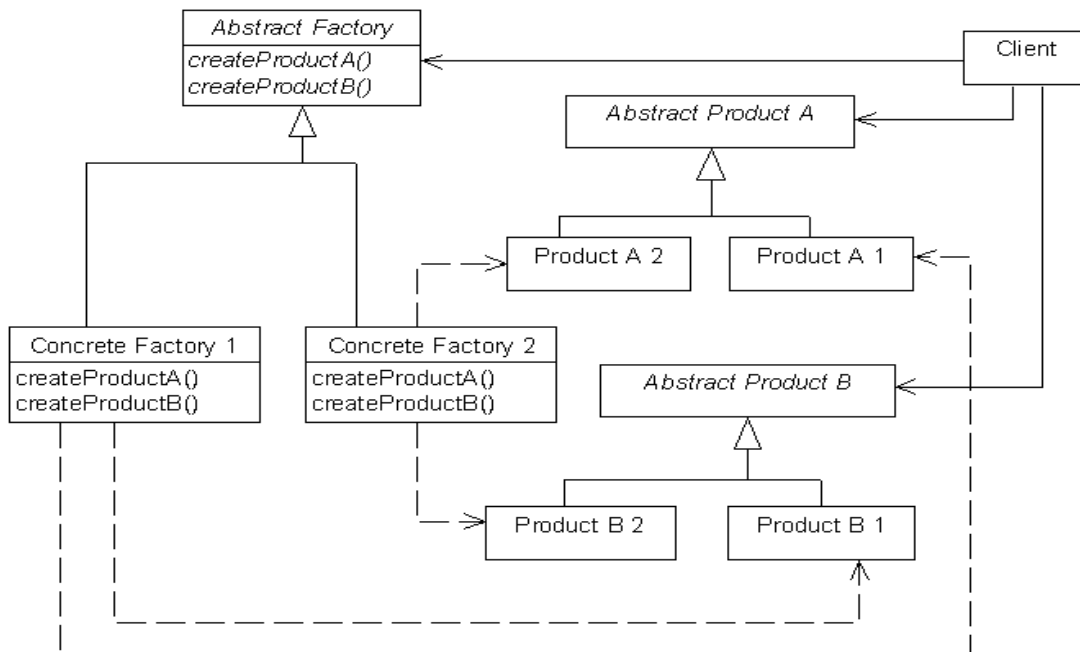 Abstract Factory
createProductA()
createProductB()
Client
Abstract Product A
Product A 2
Product A 1
Concrete Factory 1
createProductA()
createProductB()
Concrete Factory 2
createProductA()
createProductB()
Abstract Product B
Product B 2
Product B 1